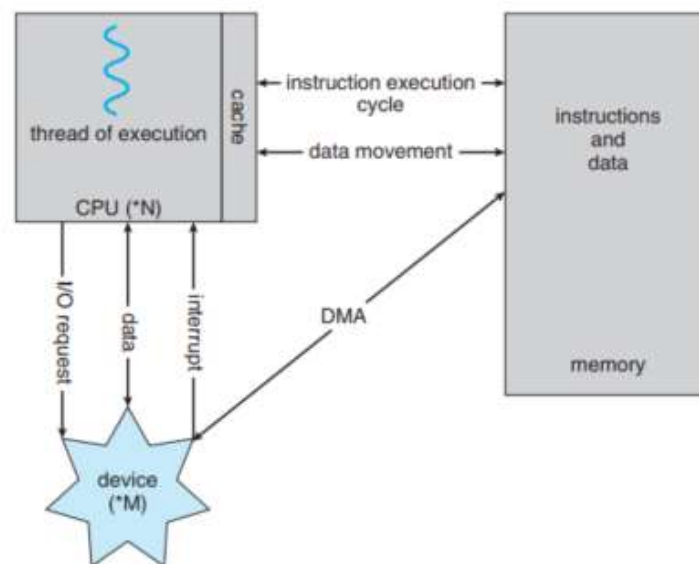 thread of execution
cache
CPU (*N)
instruction execution
cycle
data movement
instructions
and
data
I/O request
data
interrupt
DMA
memory
device
(*M)